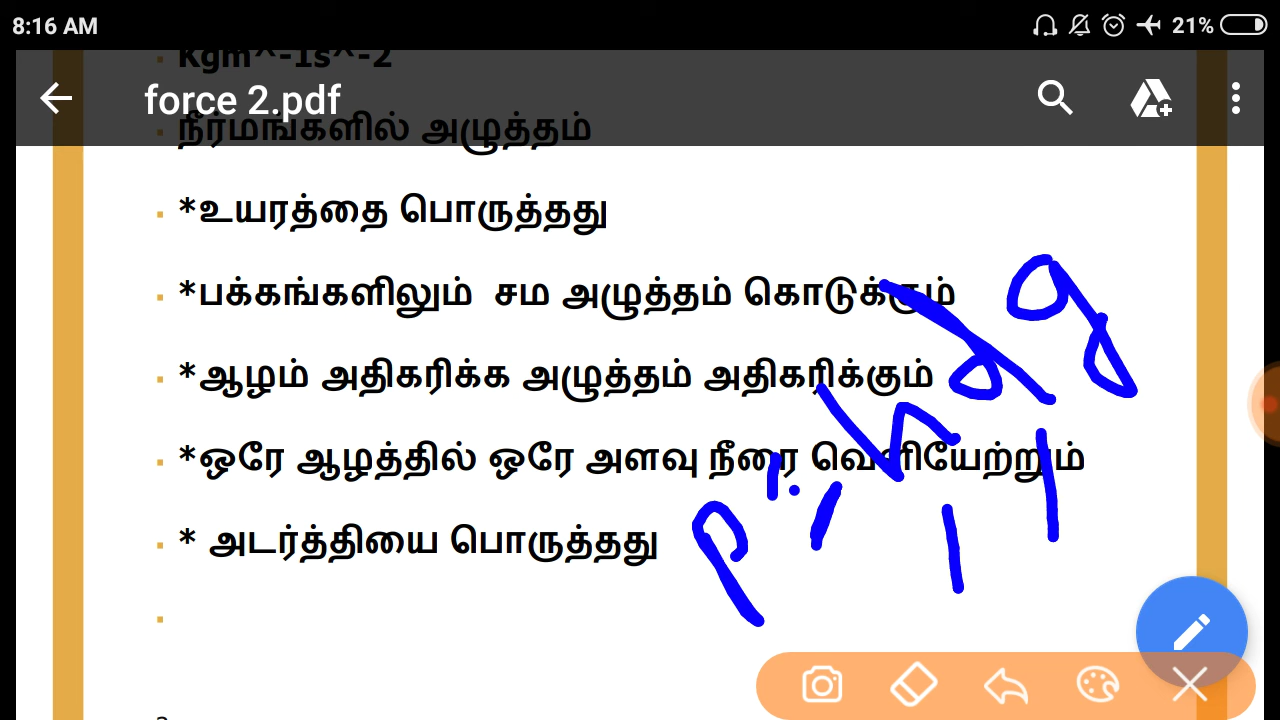 8:16 AM 21%
Kgm^-1s^-2
force 2.pdf
நீர்மங்களில் அழுத்தம்
*உயரத்தை பொருத்தது
*பக்கங்களிலும் சம அழுத்தம் கொடுக்கும்
*ஆழம் அதிகரிக்க அழுத்தம் அதிகரிக்கும்
*ஒரே ஆழத்தில் ஒரே அளவு நீரை வெளியேற்றும்
* அடர்த்தியை பொருத்தது